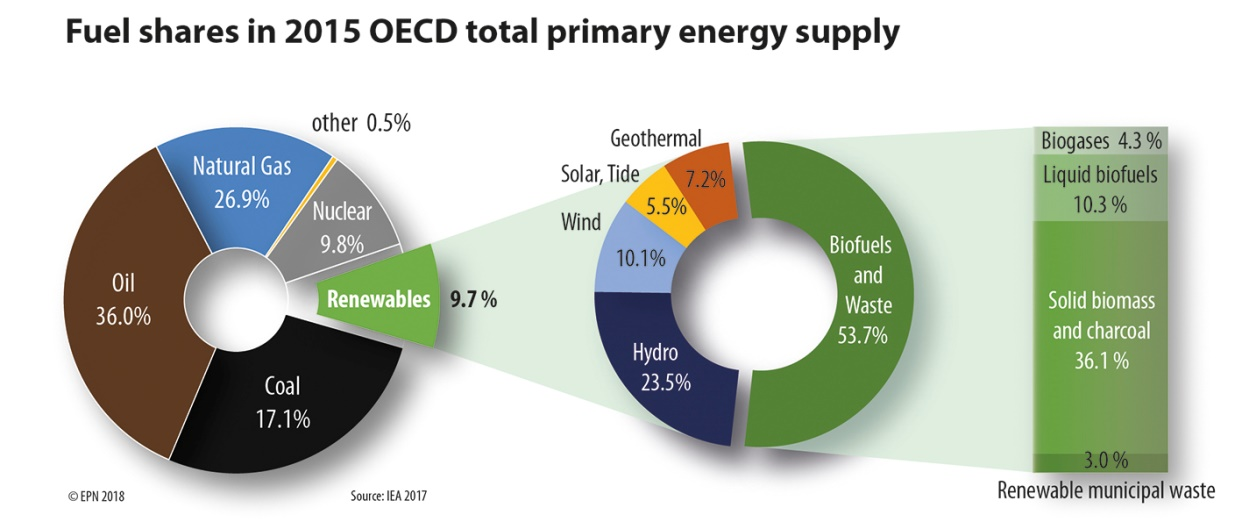 Fuel shares in 2015 OECD total primary energy supply
other 0.5%
Natural Gas
26.9%
Nuclear
9.8%
Oil
36.0%
Renewables 9.7 %
Coal
17.1%
Geothermal
7.2%
Solar, Tide
5.5%
Wind
10.1%
Hydro
23.5%
Biofuels
and
Waste
53.7%
Biogases 4.3 %
Liquid biofuels
10.3 %
Solid biomass
and charcoal
36.1 %
3.0 %
Renewable municipal waste
© EPN 2018
Source: IEA 2017